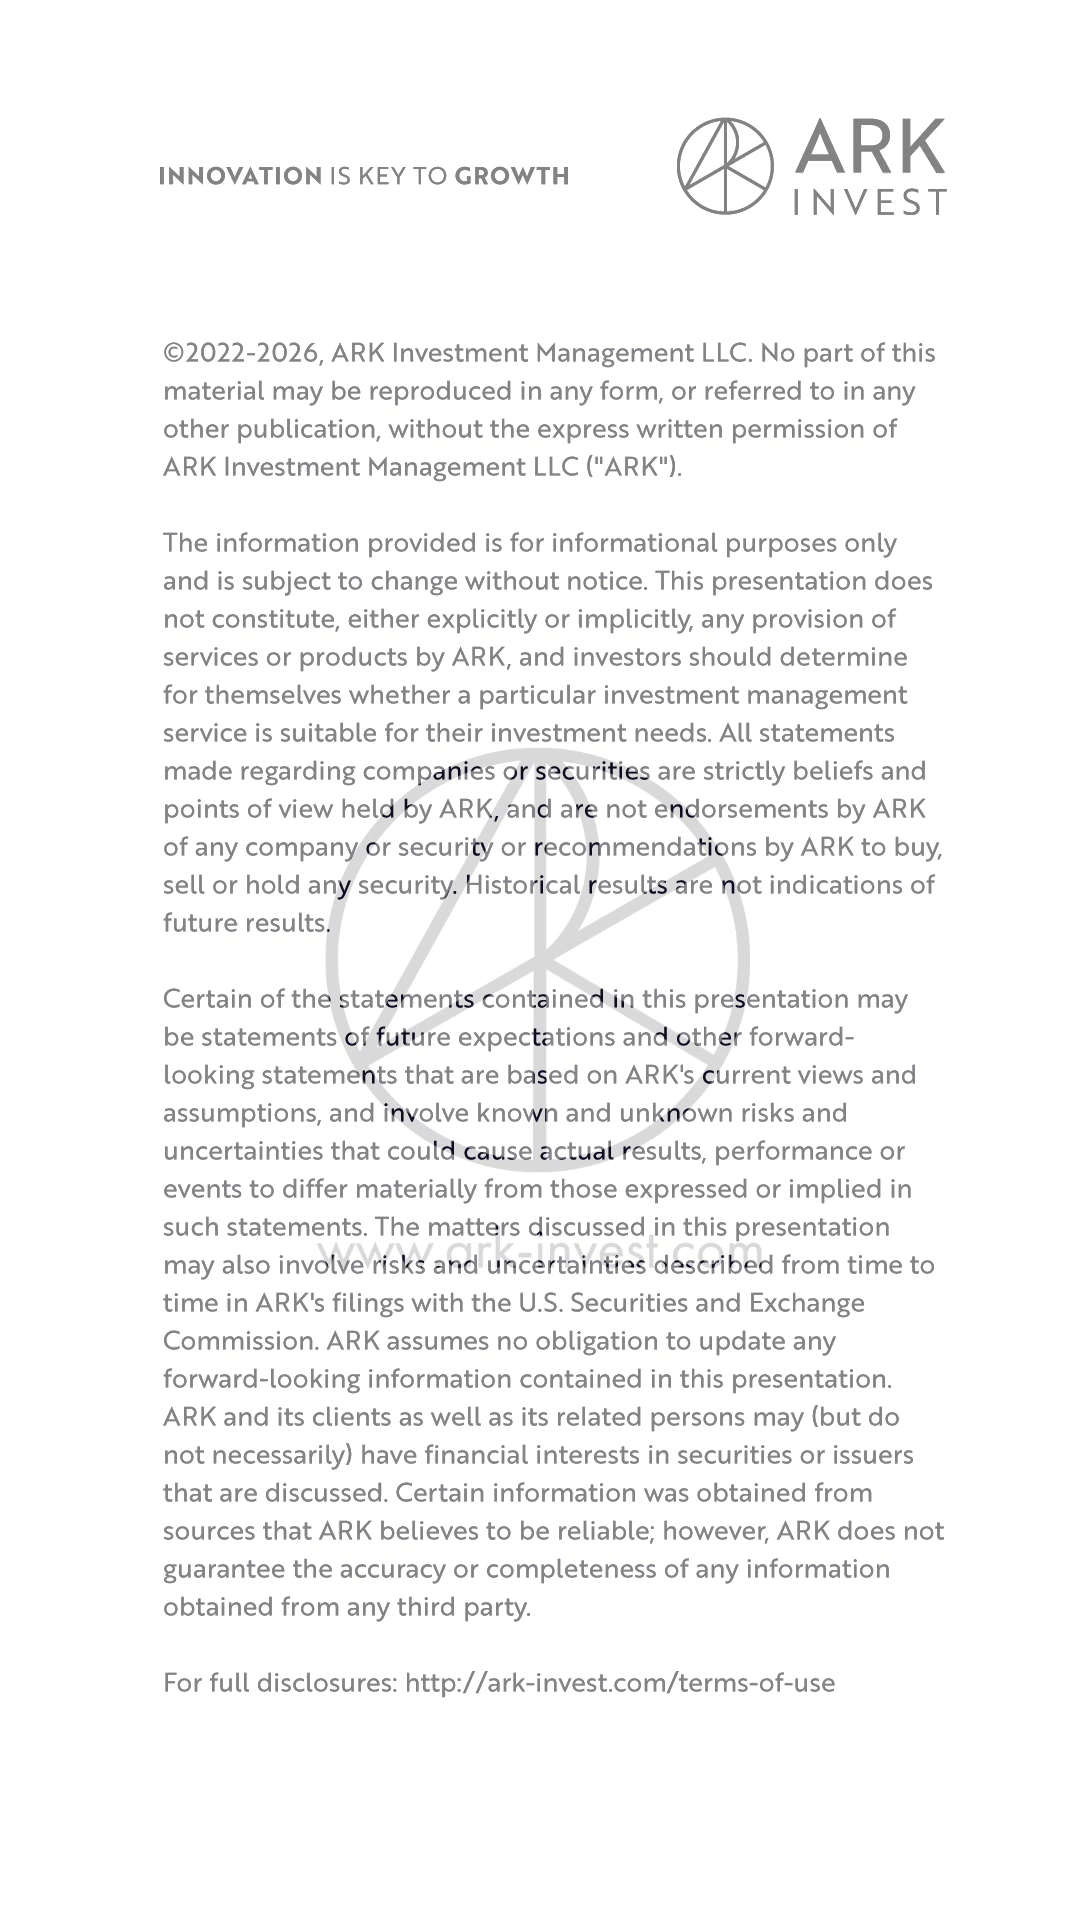 INNOVATION IS KEY TO GROWTH
ARK
INVEST
©2022-2026, ARK Investment Management LLC. No part of this
material may be reproduced in any form, or referred to in any
other publication, without the express written permission of
ARK Investment Management LLC ("ARK").
The information provided is for informational purposes only
and is subject to change without notice. This presentation does
not constitute, either explicitly or implicitly, any provision of
services or products by ARK, and investors should determine
for themselves whether a particular investment management
service is suitable for their investment needs. All statements
made regarding companies or securities are strictly beliefs and
points of view held by ARK, and are not endorsements by ARK
of any company or security or recommendations by ARK to buy,
sell or hold any security. Historical results are not indications of
future results.
Certain of the statements contained in this presentation may
be statements of future expectations and other forward-
looking statements that are based on ARK's current views and
assumptions, and involve known and unknown risks and
uncertainties that could cause actual results, performance or
events to differ materially from those expressed or implied in
such statements. The matters discussed in this presentation
www.ark-invest.com
may also involve risks and uncertainties described from time to
time in ARK's filings with the U.S. Securities and Exchange
Commission. ARK assumes no obligation to update any
forward-looking information contained in this presentation.
ARK and its clients as well as its related persons may (but do
not necessarily) have financial interests in securities or issuers
that are discussed. Certain information was obtained from
sources that ARK believes to be reliable; however, ARK does not
guarantee the accuracy or completeness of any information
obtained from any third party.
For full disclosures: http://ark-invest.com/terms-of-use